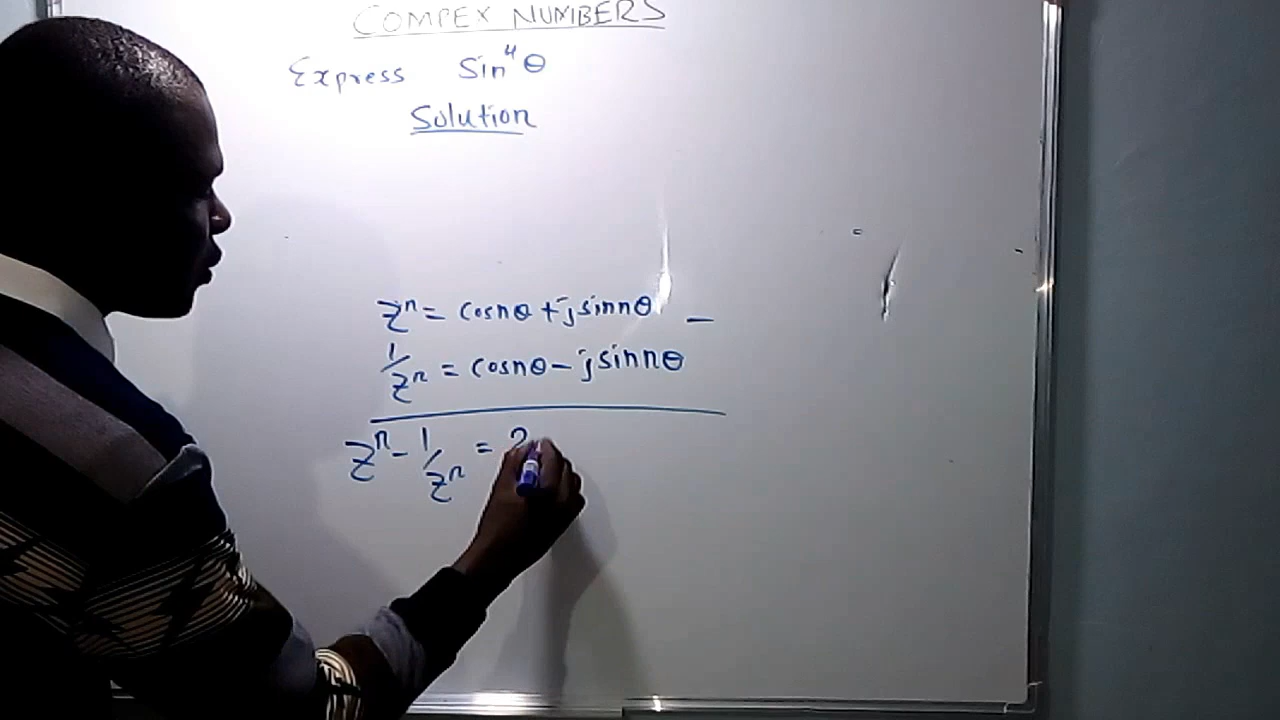 COMPEX NUMBERS
Express Sin⁴θ
Solution
zⁿ = cosnθ + jsinnθ −
1/zⁿ = cosnθ − jsinnθ
zⁿ − 1/zⁿ = 2